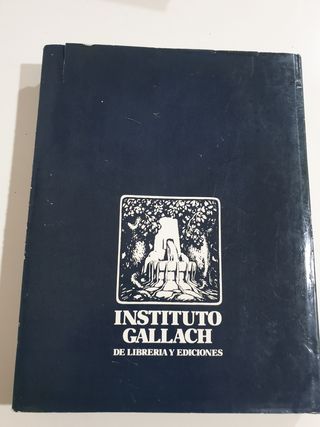 INSTITUTO
GALLACH
DE LIBRERIA Y EDICIONES